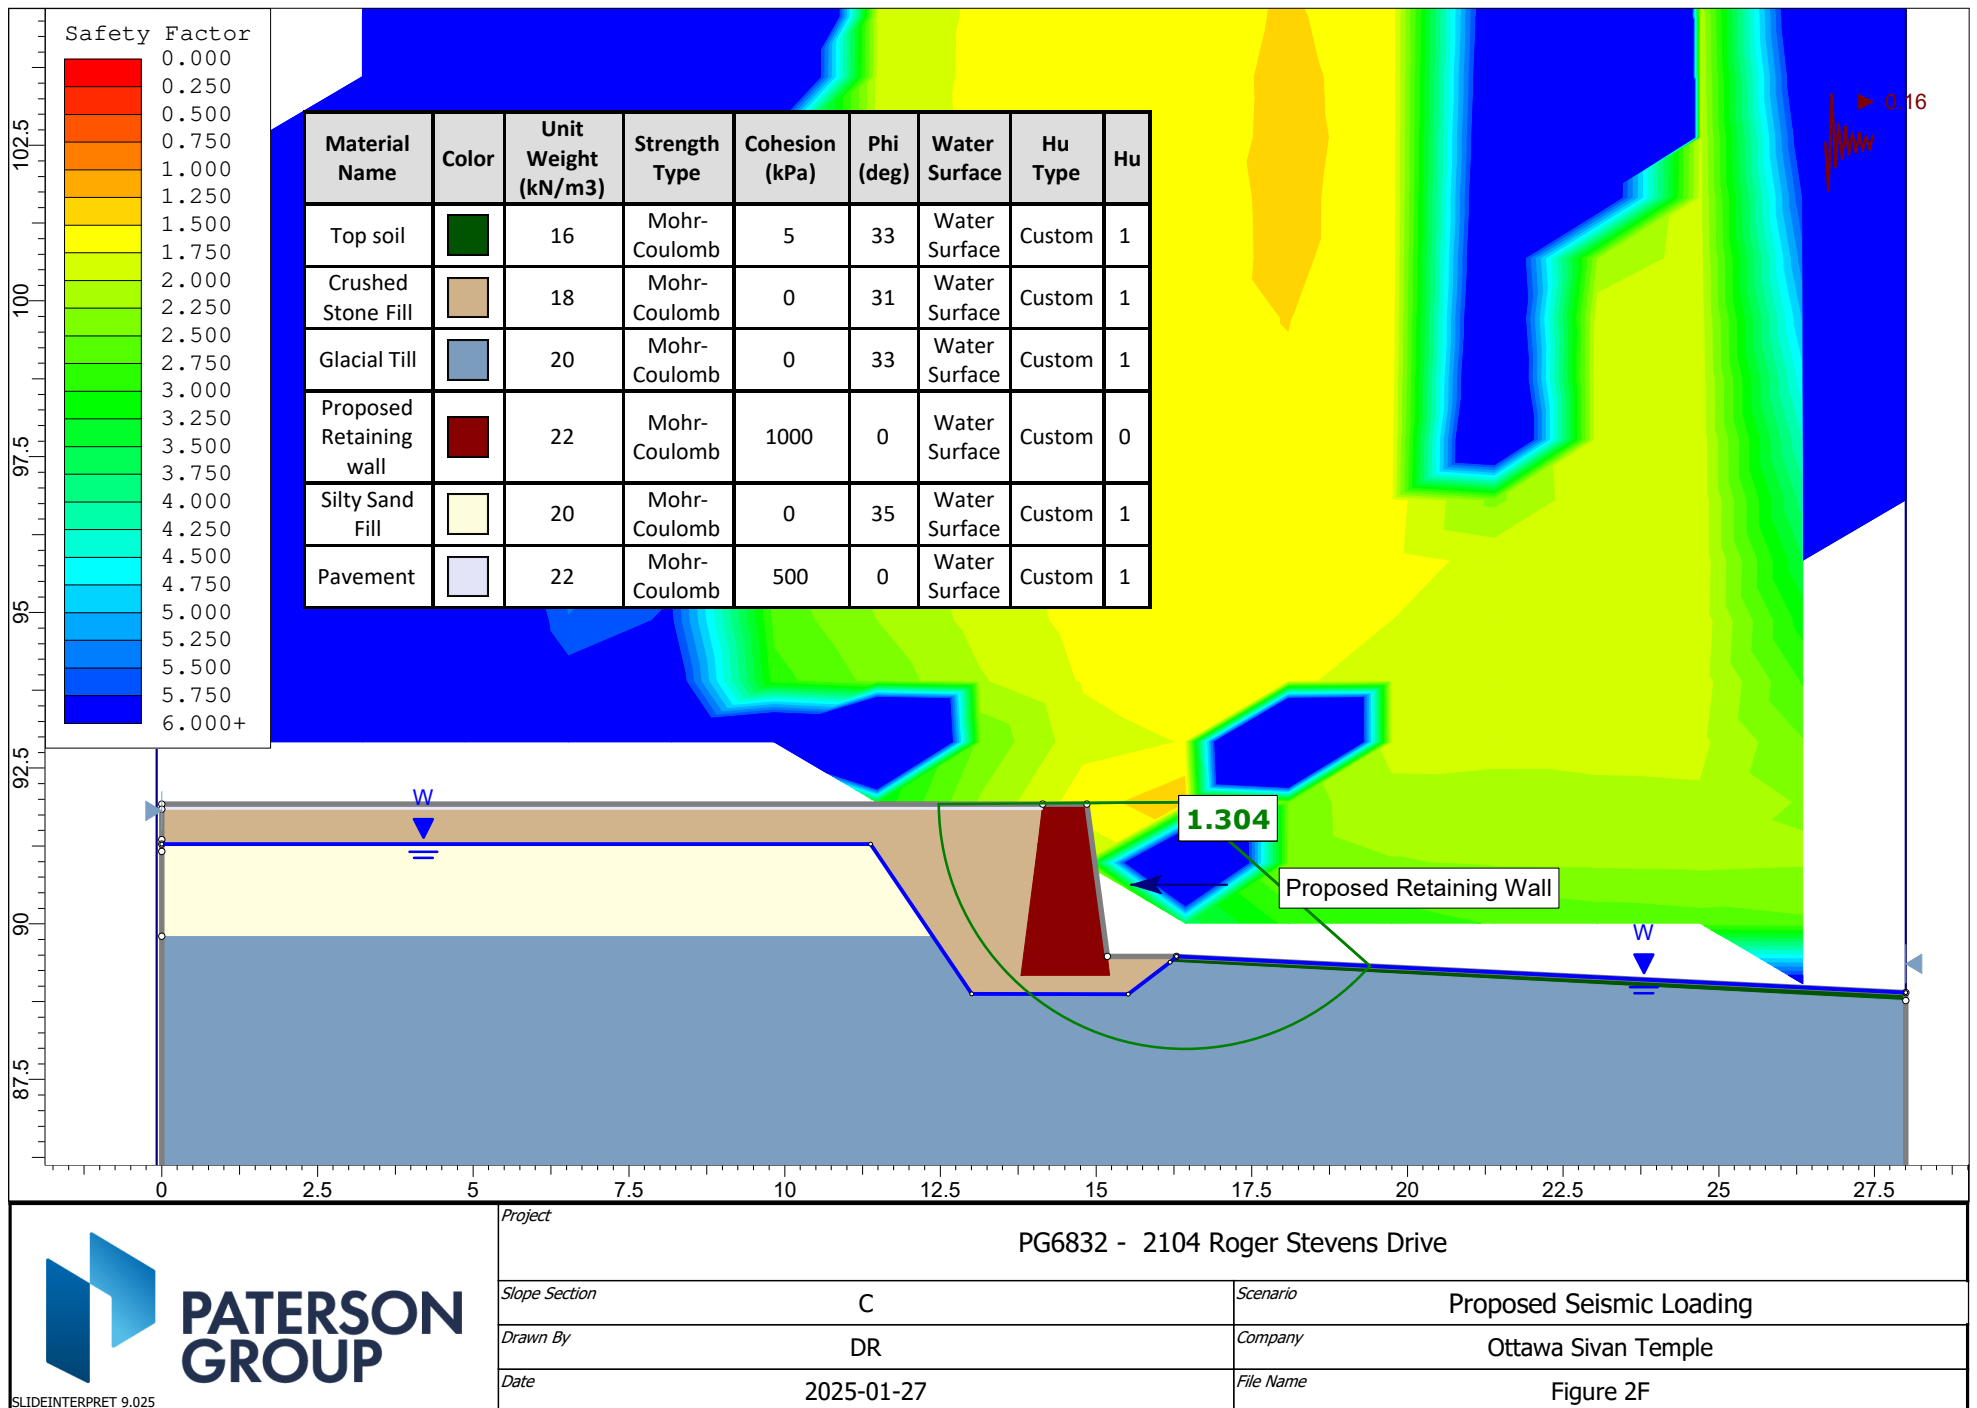 Safety Factor
0.000
0.250
0.500
0.750
1.000
1.250
1.500
1.750
2.000
2.250
2.500
2.750
3.000
3.250
3.500
3.750
4.000
4.250
4.500
4.750
5.000
5.250
5.500
5.750
6.000+
Material Name Color Unit Weight (kN/m3) Strength Type Cohesion (kPa) Phi (deg) Water Surface Hu Type Hu
Top soil 16 Mohr-Coulomb 5 33 Water Surface Custom 1
Crushed Stone Fill 18 Mohr-Coulomb 0 31 Water Surface Custom 1
Glacial Till 20 Mohr-Coulomb 0 33 Water Surface Custom 1
Proposed Retaining wall 22 Mohr-Coulomb 1000 0 Water Surface Custom 0
Silty Sand Fill 20 Mohr-Coulomb 0 35 Water Surface Custom 1
Pavement 22 Mohr-Coulomb 500 0 Water Surface Custom 1
0.16
102.5
100
97.5
95
92.5
90
87.5
W
1.304
Proposed Retaining Wall
W
0 2.5 5 7.5 10 12.5 15 17.5 20 22.5 25 27.5
PATERSON
GROUP
SLIDEINTERPRET 9.025
Project
PG6832 - 2104 Roger Stevens Drive
Slope Section C
Scenario Proposed Seismic Loading
Drawn By DR
Company Ottawa Sivan Temple
Date 2025-01-27
File Name Figure 2F